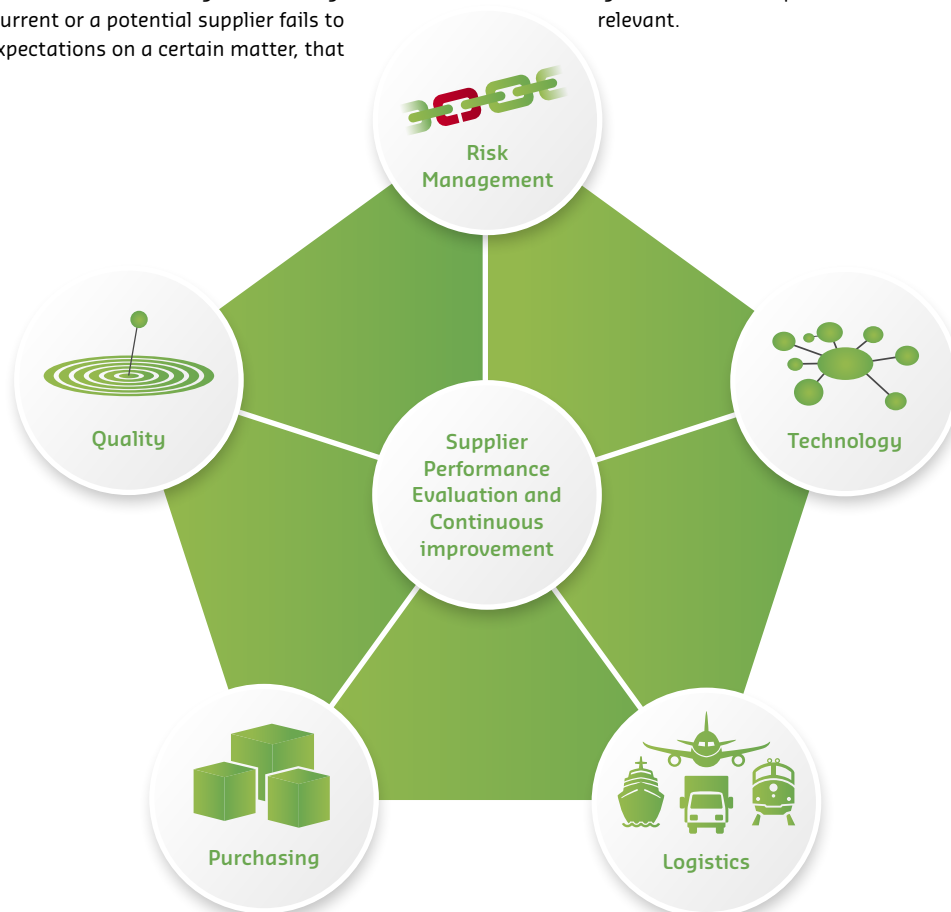 urrent or a potential supplier fails to
xpectations on a certain matter, that
relevant.
Risk
Management
Quality
Technology
Supplier
Performance
Evaluation and
Continuous
improvement
Purchasing
Logistics